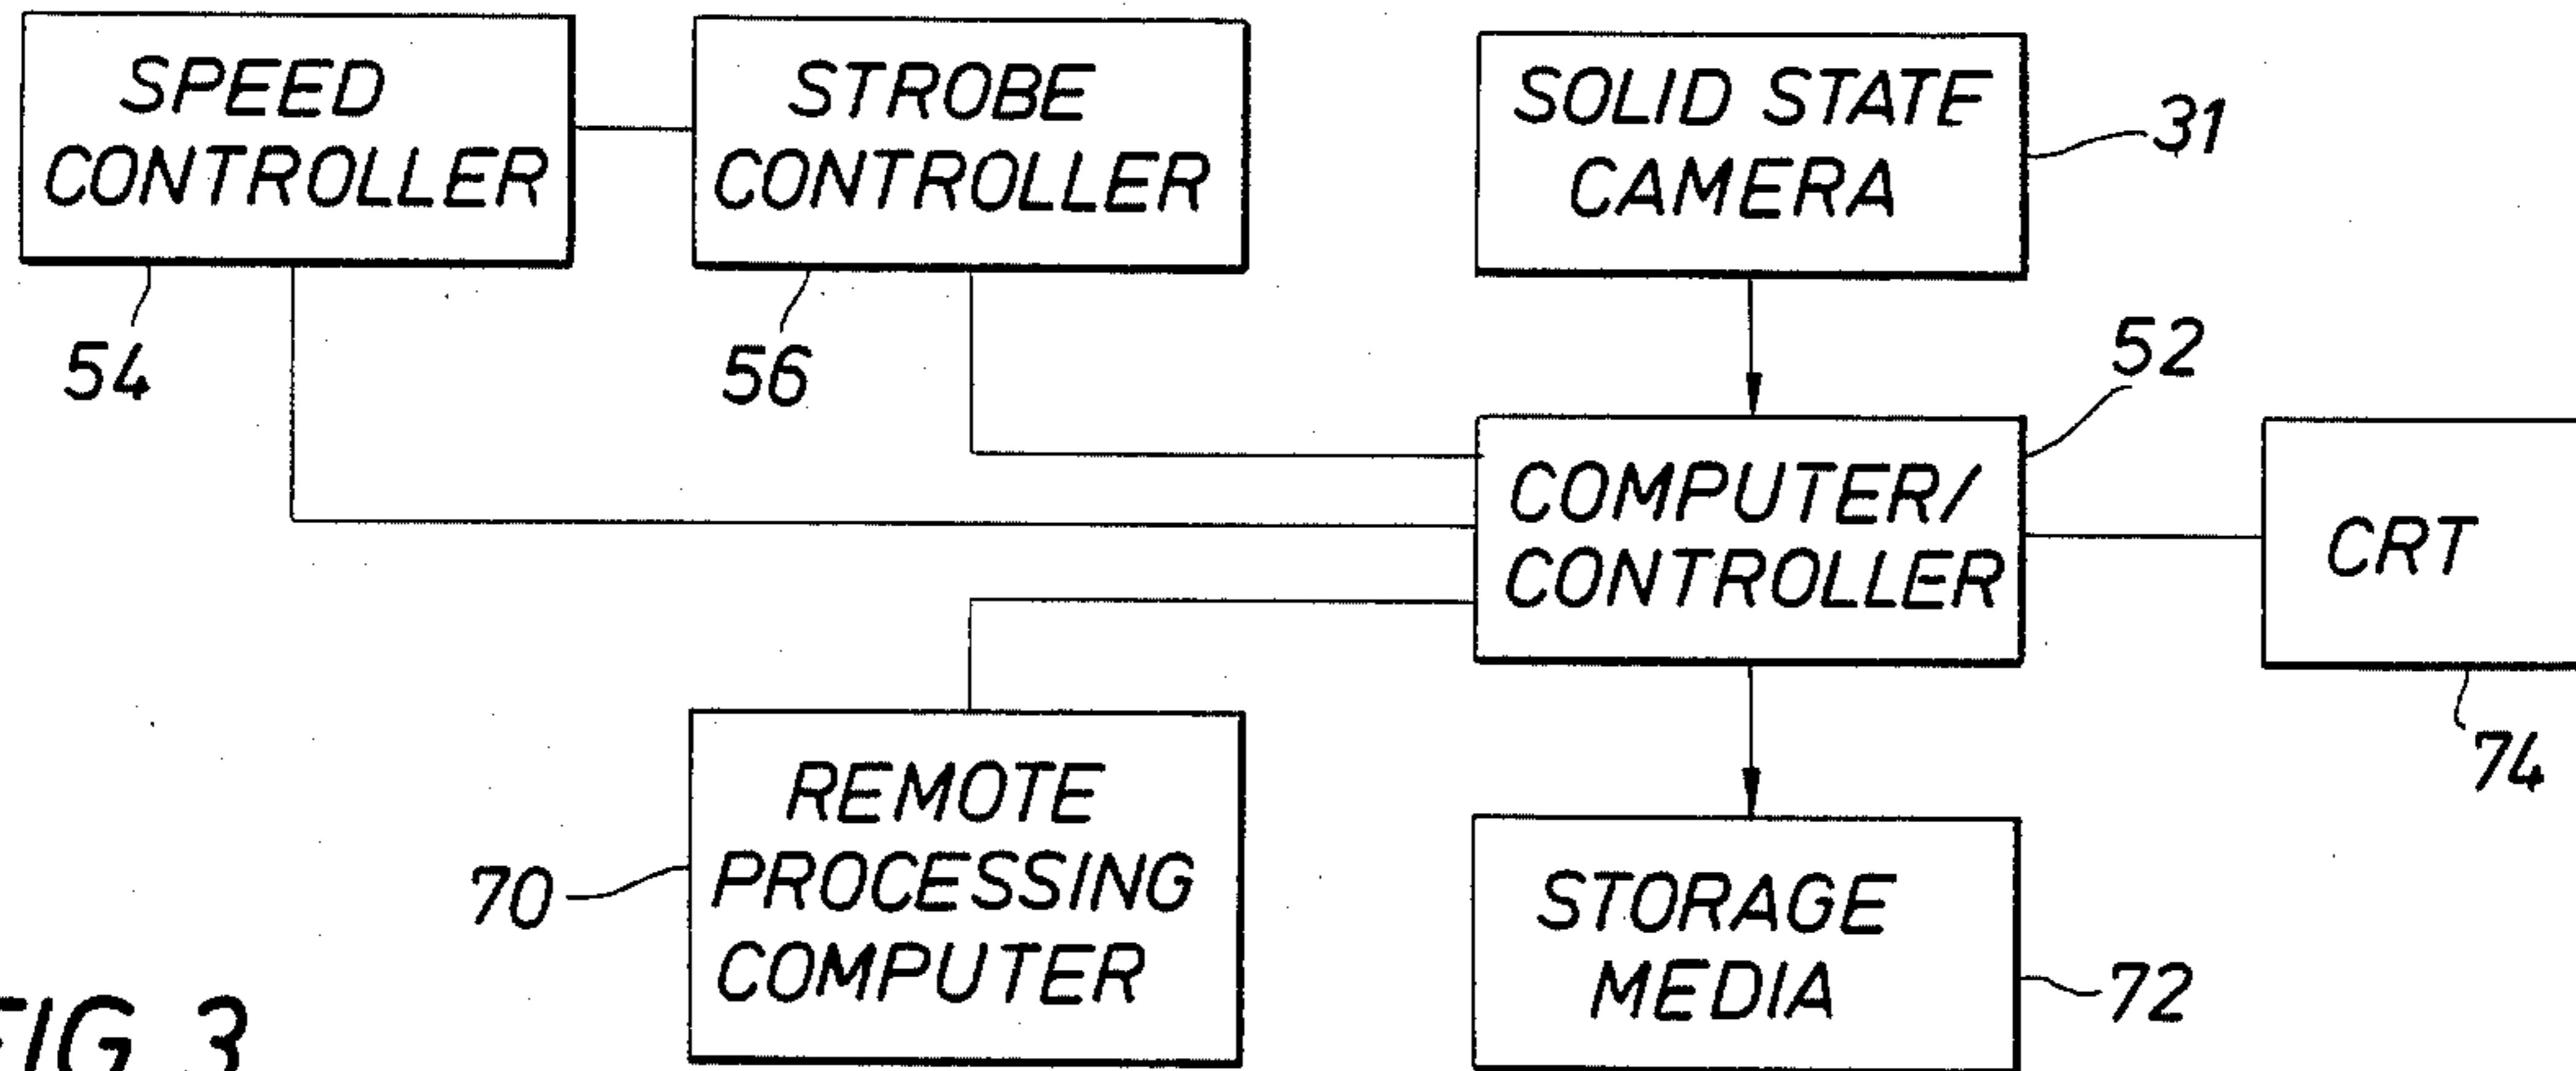 SPEED
CONTROLLER
54
STROBE
CONTROLLER
56
SOLID STATE
CAMERA
31
COMPUTER/
CONTROLLER
52
CRT
74
REMOTE
PROCESSING
COMPUTER
70
STORAGE
MEDIA
72
FIG. 3